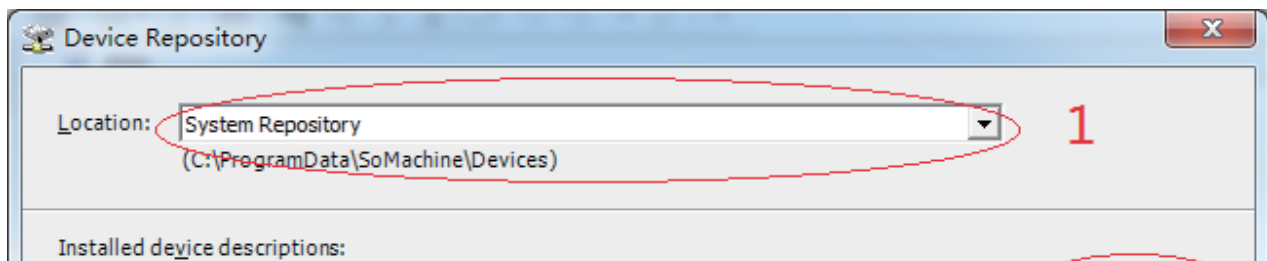 Device Repository
Location: System Repository 1
(C:\ProgramData\SoMachine\Devices)
Installed device descriptions: